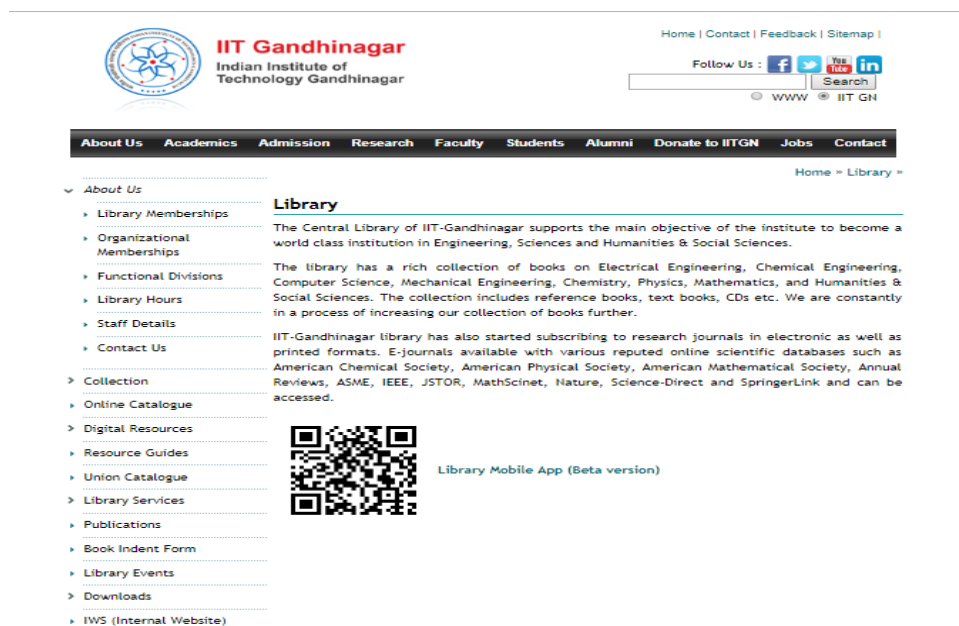 Home | Contact | Feedback | Sitemap |
IIT Gandhinagar
Indian Institute of
Technology Gandhinagar
Follow Us :
You
Tube
Search
WWW IIT GN
About Us Academics Admission Research Faculty Students Alumni Donate to IITGN Jobs Contact
Home » Library »
About Us
Library Memberships
Organizational
Memberships
Functional Divisions
Library Hours
Staff Details
Contact Us
Collection
Online Catalogue
Digital Resources
Resource Guides
Union Catalogue
Library Services
Publications
Book Indent Form
Library Events
Downloads
IWS (Internal Website)
Library
The Central Library of IIT-Gandhinagar supports the main objective of the institute to become a
world class institution in Engineering, Sciences and Humanities & Social Sciences.
The library has a rich collection of books on Electrical Engineering, Chemical Engineering,
Computer Science, Mechanical Engineering, Chemistry, Physics, Mathematics, and Humanities &
Social Sciences. The collection includes reference books, text books, CDs etc. We are constantly
in a process of increasing our collection of books further.
IIT-Gandhinagar library has also started subscribing to research journals in electronic as well as
printed formats. E-journals available with various reputed online scientific databases such as
American Chemical Society, American Physical Society, American Mathematical Society, Annual
Reviews, ASME, IEEE, JSTOR, MathScinet, Nature, Science-Direct and SpringerLink and can be
accessed.
Library Mobile App (Beta version)